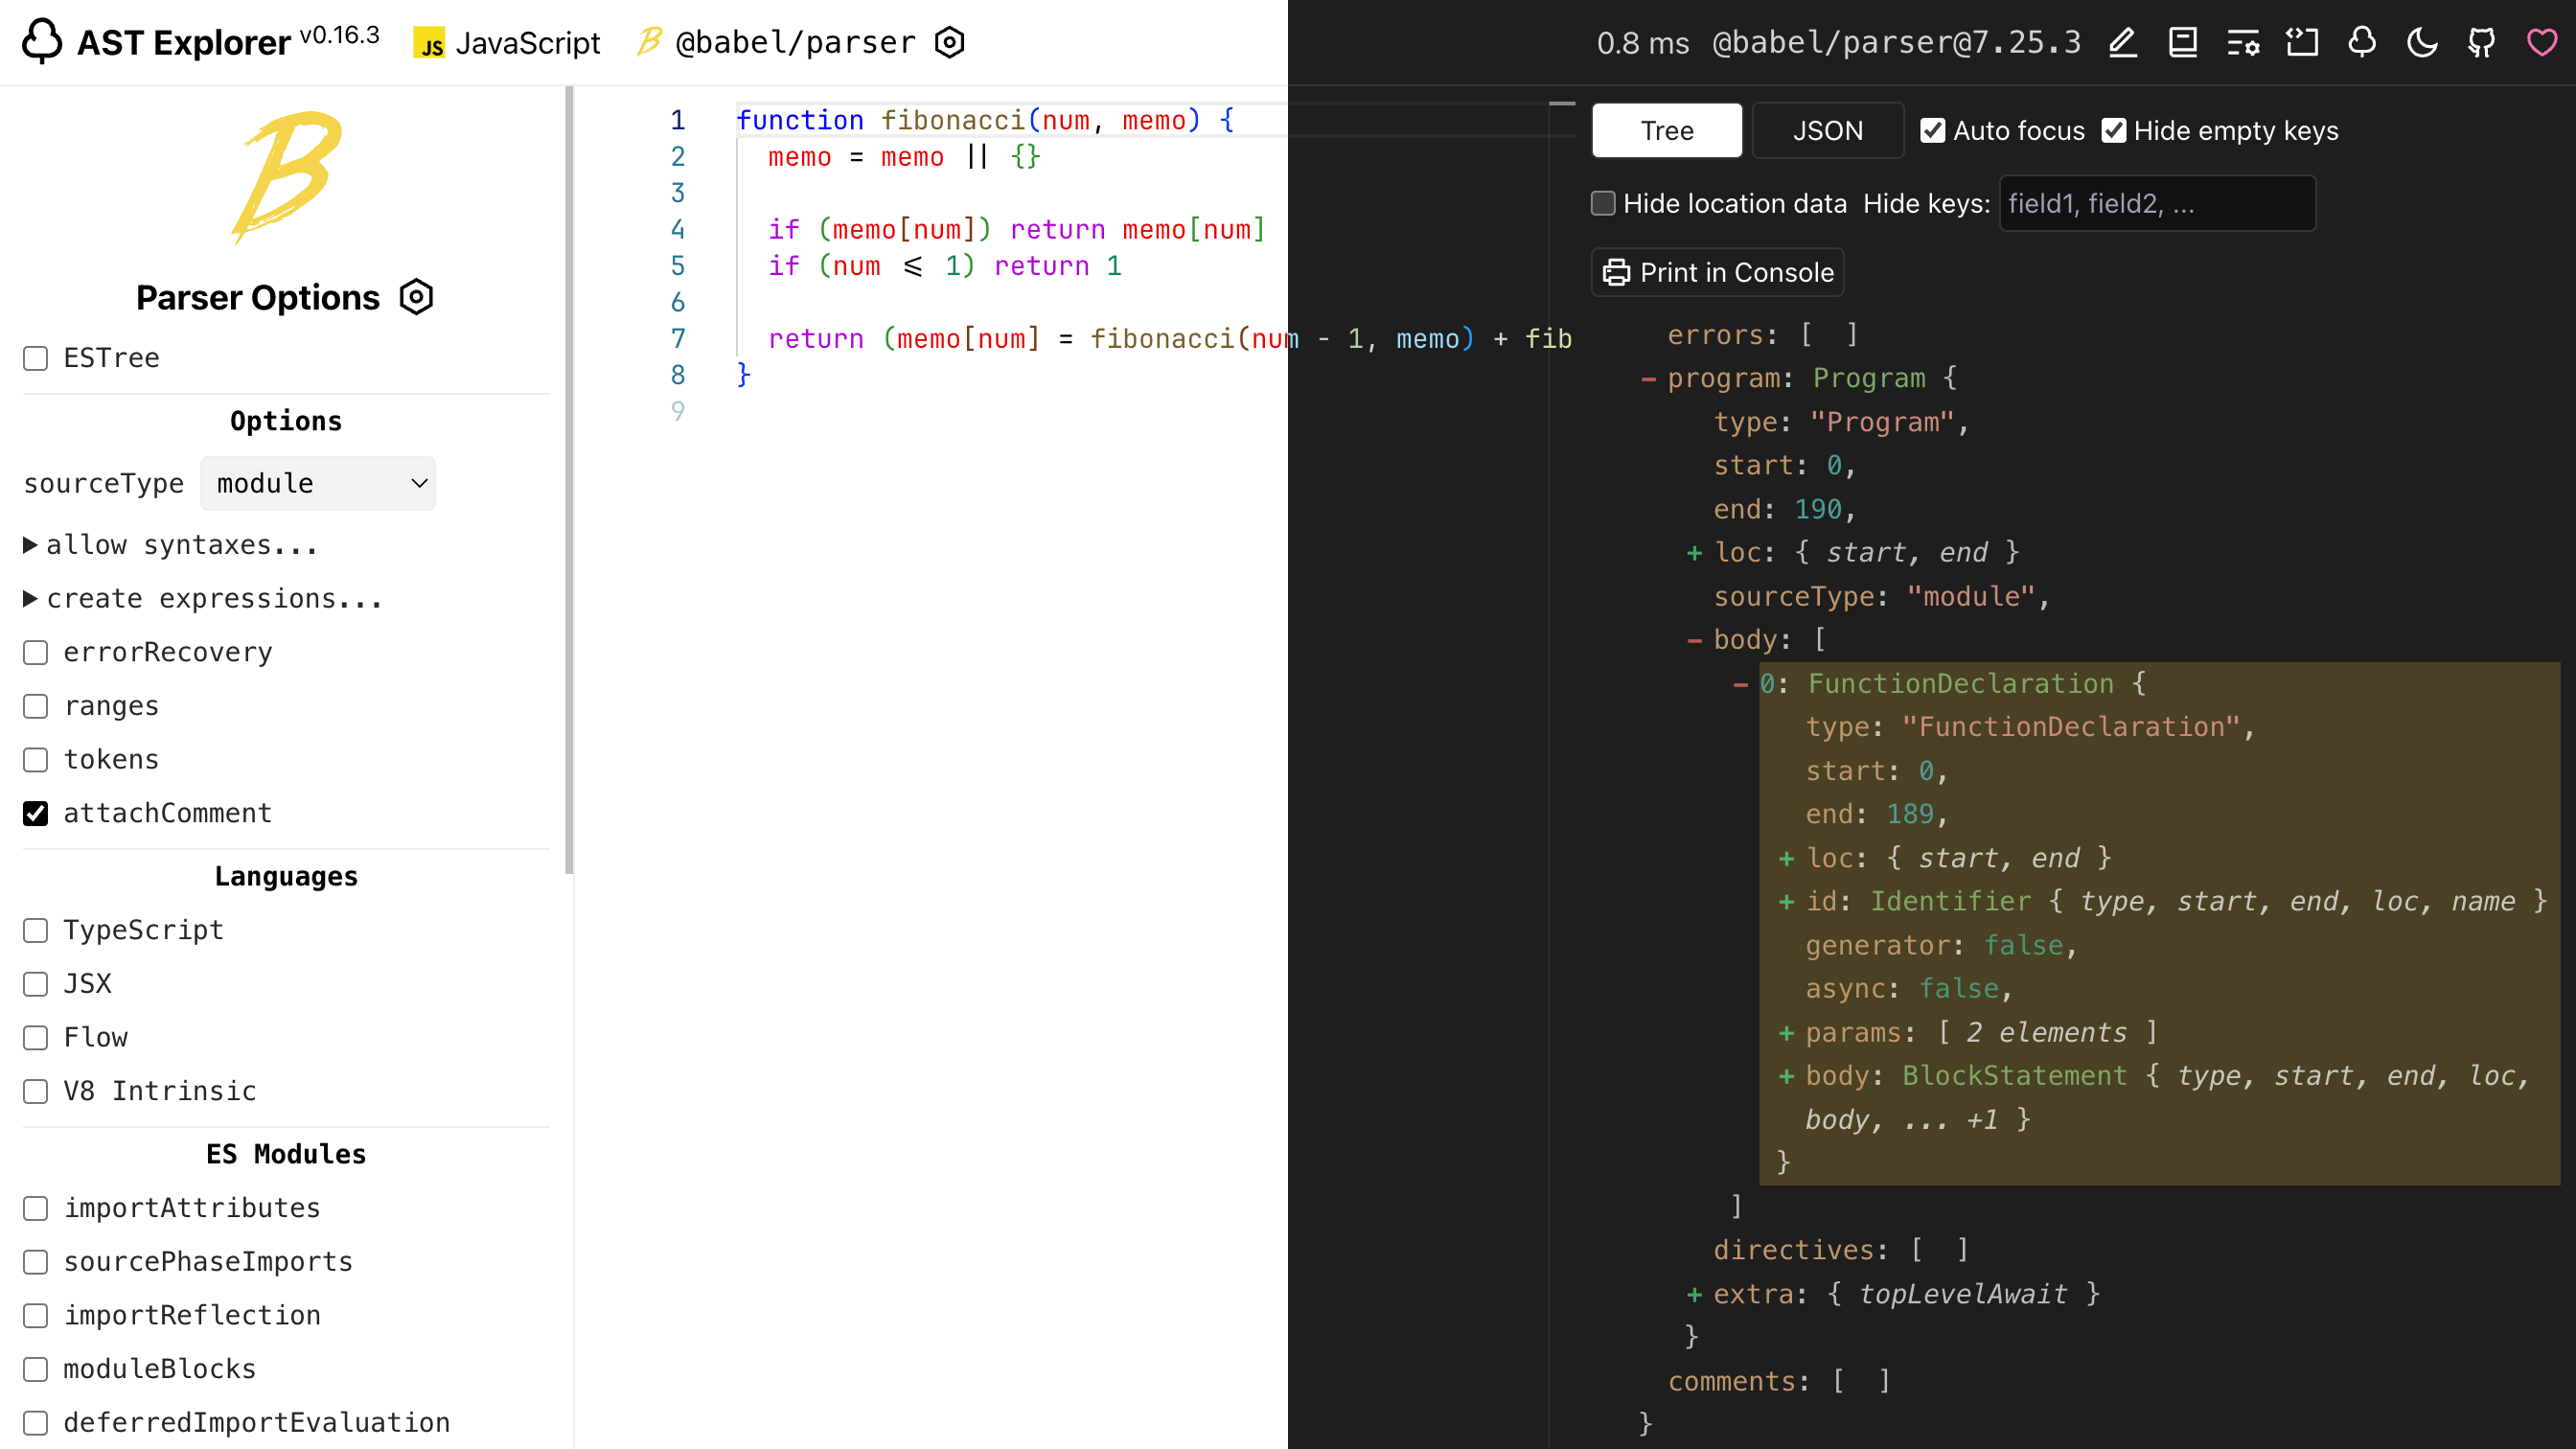 AST Explorer v0.16.3 JS JavaScript @babel/parser 0.8 ms @babel/parser@7.25.3
Parser Options
ESTree
Options
sourceType module
allow syntaxes...
create expressions...
errorRecovery
ranges
tokens
attachComment
Languages
TypeScript
JSX
Flow
V8 Intrinsic
ES Modules
importAttributes
sourcePhaseImports
importReflection
moduleBlocks
deferredImportEvaluation
1 function fibonacci(num, memo) {
2 memo = memo || {}
3
4 if (memo[num]) return memo[num]
5 if (num <= 1) return 1
6
7 return (memo[num] = fibonacci(num - 1, memo) + fib
8 }
9
Tree JSON Auto focus Hide empty keys
Hide location data Hide keys: field1, field2, ...
Print in Console
errors: [ ]
− program: Program {
type: "Program",
start: 0,
end: 190,
+ loc: { start, end }
sourceType: "module",
− body: [
− 0: FunctionDeclaration {
type: "FunctionDeclaration",
start: 0,
end: 189,
+ loc: { start, end }
+ id: Identifier { type, start, end, loc, name }
generator: false,
async: false,
+ params: [ 2 elements ]
+ body: BlockStatement { type, start, end, loc,
body, ... +1 }
}
]
directives: [ ]
+ extra: { topLevelAwait }
}
comments: [ ]
}